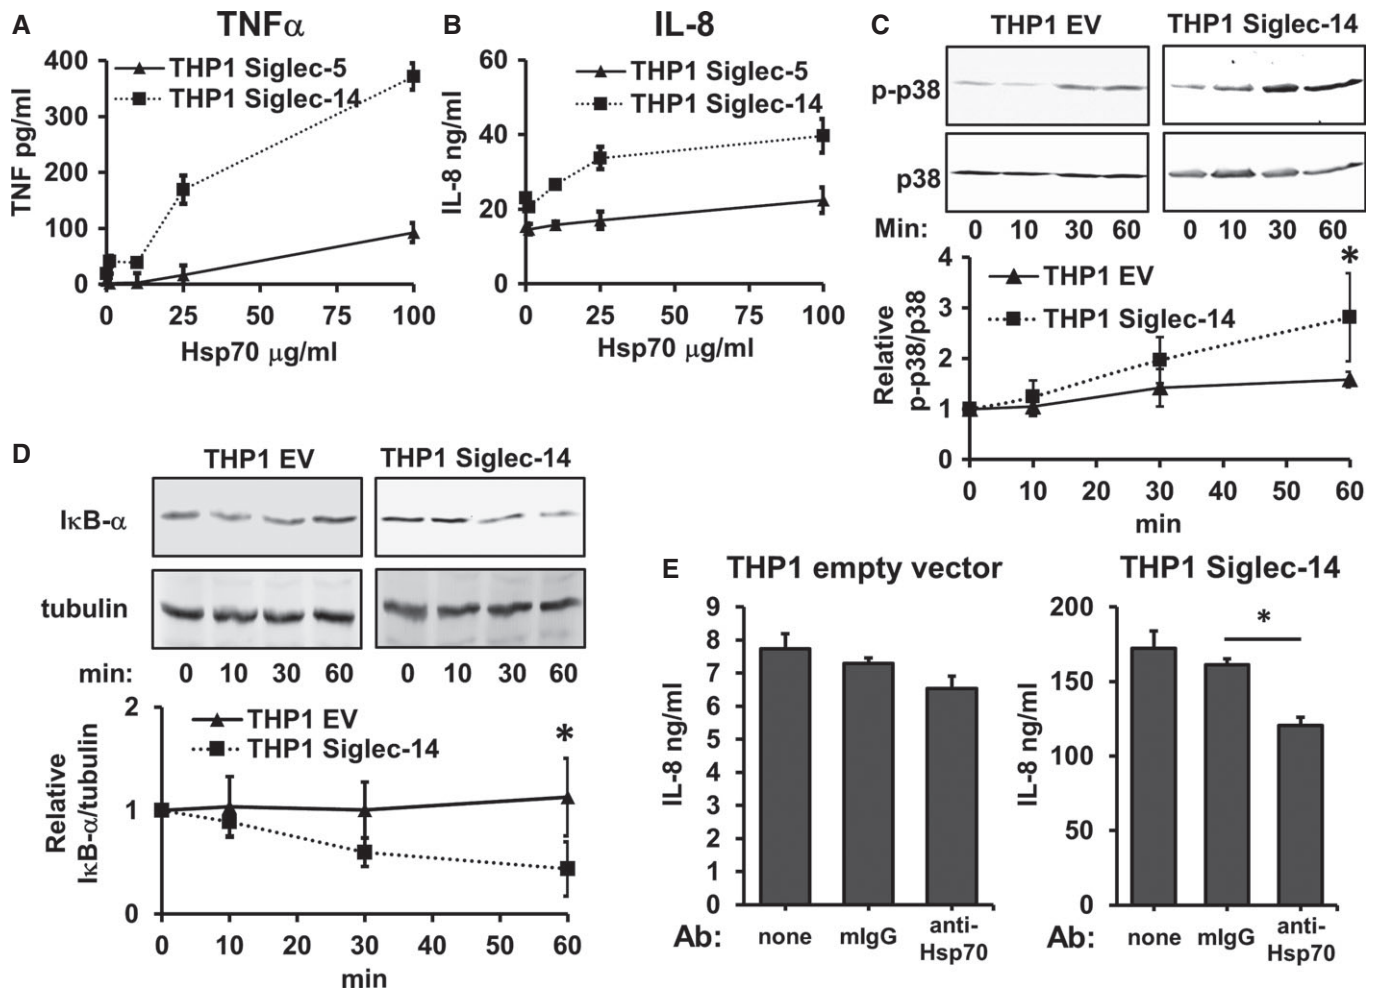 A
TNFα
TNF pg/ml
400
300
200
100
0
THP1 Siglec-5
THP1 Siglec-14
0 25 50 75 100
Hsp70 μg/ml
B
IL-8
IL-8 ng/ml
60
40
20
0
THP1 Siglec-5
THP1 Siglec-14
0 25 50 75 100
Hsp70 μg/ml
C
THP1 EV THP1 Siglec-14
p-p38
p38
Min: 0 10 30 60 0 10 30 60
Relative
p-p38/p38
4
3
2
1
0
THP1 EV
THP1 Siglec-14
*
0 10 20 30 40 50 60
min
D
THP1 EV THP1 Siglec-14
IκB-α
tubulin
min: 0 10 30 60 0 10 30 60
Relative
IκB-α/tubulin
2
1
0
THP1 EV
THP1 Siglec-14
*
0 10 20 30 40 50 60
min
E
THP1 empty vector
IL-8 ng/ml
9
8
7
6
5
4
3
2
1
0
Ab: none mIgG anti-
Hsp70
THP1 Siglec-14
IL-8 ng/ml
200
150
100
50
0
*
Ab: none mIgG anti-
Hsp70